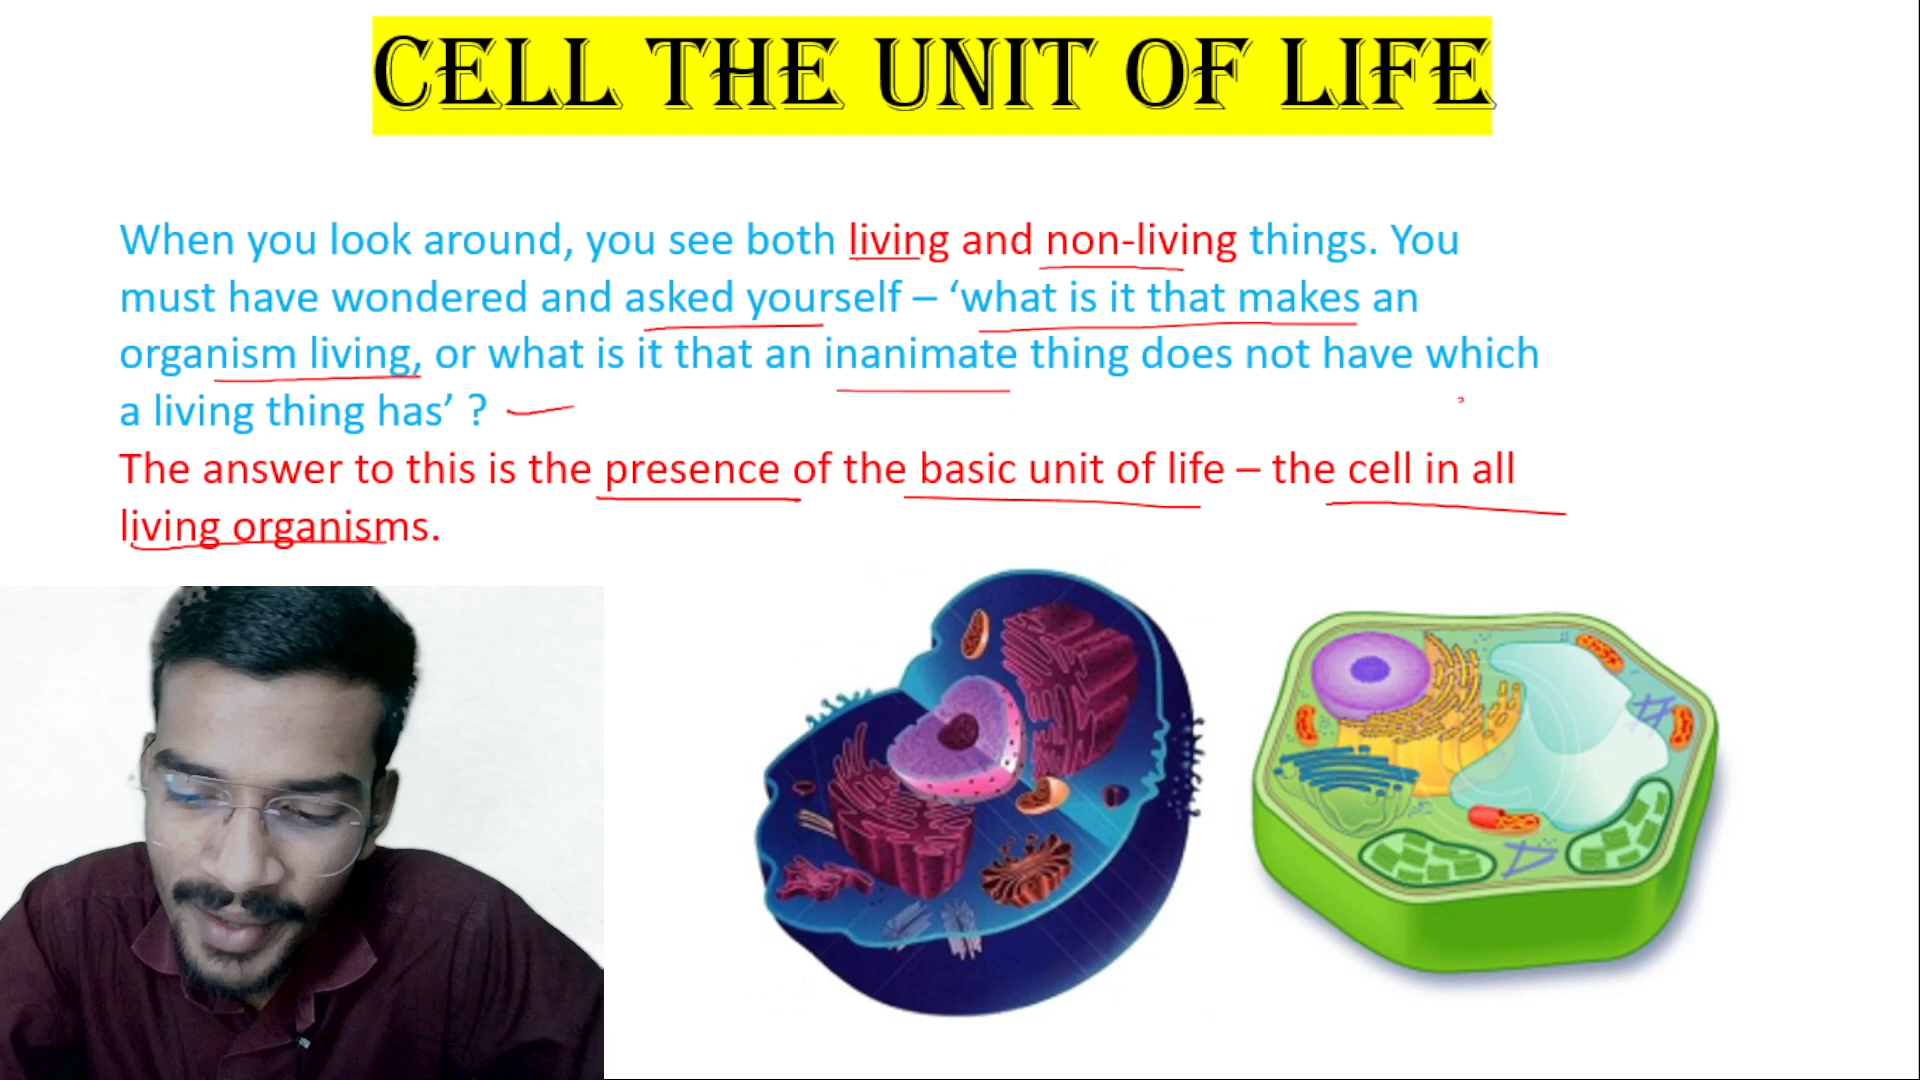 CELL THE UNIT OF LIFE
When you look around, you see both living and non-living things. You
must have wondered and asked yourself – ‘what is it that makes an
organism living, or what is it that an inanimate thing does not have which
a living thing has’ ?
The answer to this is the presence of the basic unit of life – the cell in all
living organisms.